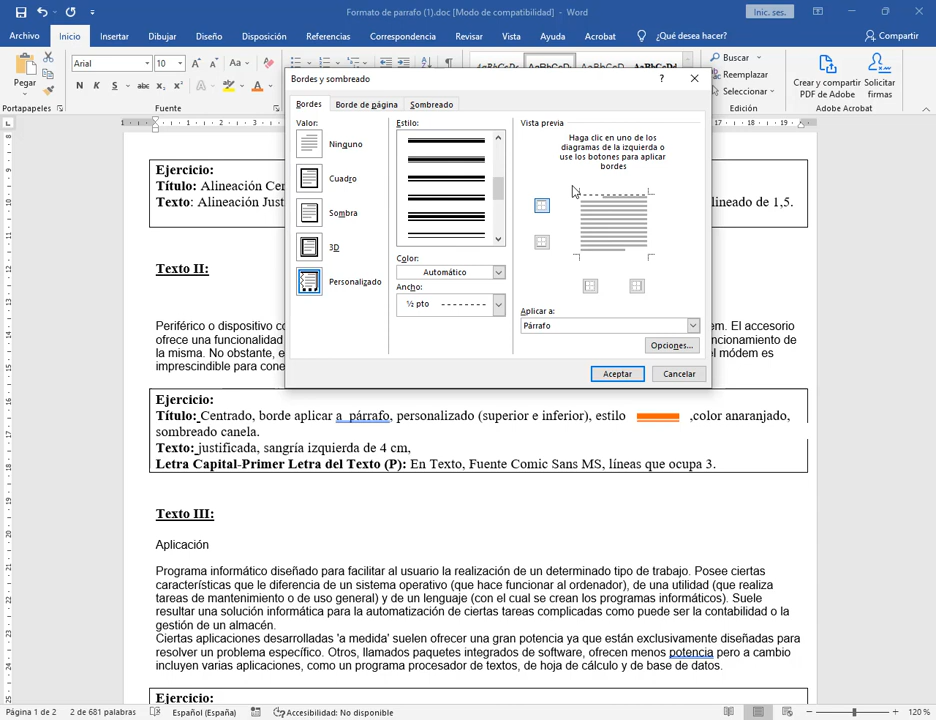 Formato de parrafo (1).doc [Modo de compatibilidad] - Word
Inic. ses.
Archivo Inicio Insertar Dibujar Diseño Disposición Referencias Correspondencia Revisar Vista Ayuda Acrobat ¿Qué desea hacer? Compartir
Pegar
Arial 10
Aa
N K S abc x₂ x²
Buscar
Reemplazar
Seleccionar
Crear y compartir PDF de Adobe
Solicitar firmas
Portapapeles Fuente Edición Adobe Acrobat
Bordes y sombreado
Bordes Borde de página Sombreado
Valor:
Ninguno
Cuadro
Sombra
3D
Personalizado
Estilo:
Color:
Automático
Ancho:
½ pto
Vista previa
Haga clic en uno de los
diagramas de la izquierda o
use los botones para aplicar
bordes
Aplicar a:
Párrafo
Opciones...
Aceptar Cancelar
Ejercicio:
Título: Alineación Cen
Texto: Alineación Just lineado de 1,5.
Texto II:
Periférico o dispositivo co em. El accesorio
ofrece una funcionalidad ncionamiento de
la misma. No obstante, e el módem es
imprescindible para cone
Ejercicio:
Título: Centrado, borde aplicar a párrafo, personalizado (superior e inferior), estilo ,color anaranjado,
sombreado canela.
Texto: justificada, sangría izquierda de 4 cm,
Letra Capital-Primer Letra del Texto (P): En Texto, Fuente Comic Sans MS, líneas que ocupa 3.
Texto III:
Aplicación
Programa informático diseñado para facilitar al usuario la realización de un determinado tipo de trabajo. Posee ciertas
características que le diferencia de un sistema operativo (que hace funcionar al ordenador), de una utilidad (que realiza
tareas de mantenimiento o de uso general) y de un lenguaje (con el cual se crean los programas informáticos). Suele
resultar una solución informática para la automatización de ciertas tareas complicadas como puede ser la contabilidad o la
gestión de un almacén.
Ciertas aplicaciones desarrolladas 'a medida' suelen ofrecer una gran potencia ya que están exclusivamente diseñadas para
resolver un problema específico. Otros, llamados paquetes integrados de software, ofrecen menos potencia pero a cambio
incluyen varias aplicaciones, como un programa procesador de textos, de hoja de cálculo y de base de datos.
Ejercicio:
Página 1 de 2 2 de 681 palabras Español (España) Accesibilidad: No disponible 120 %